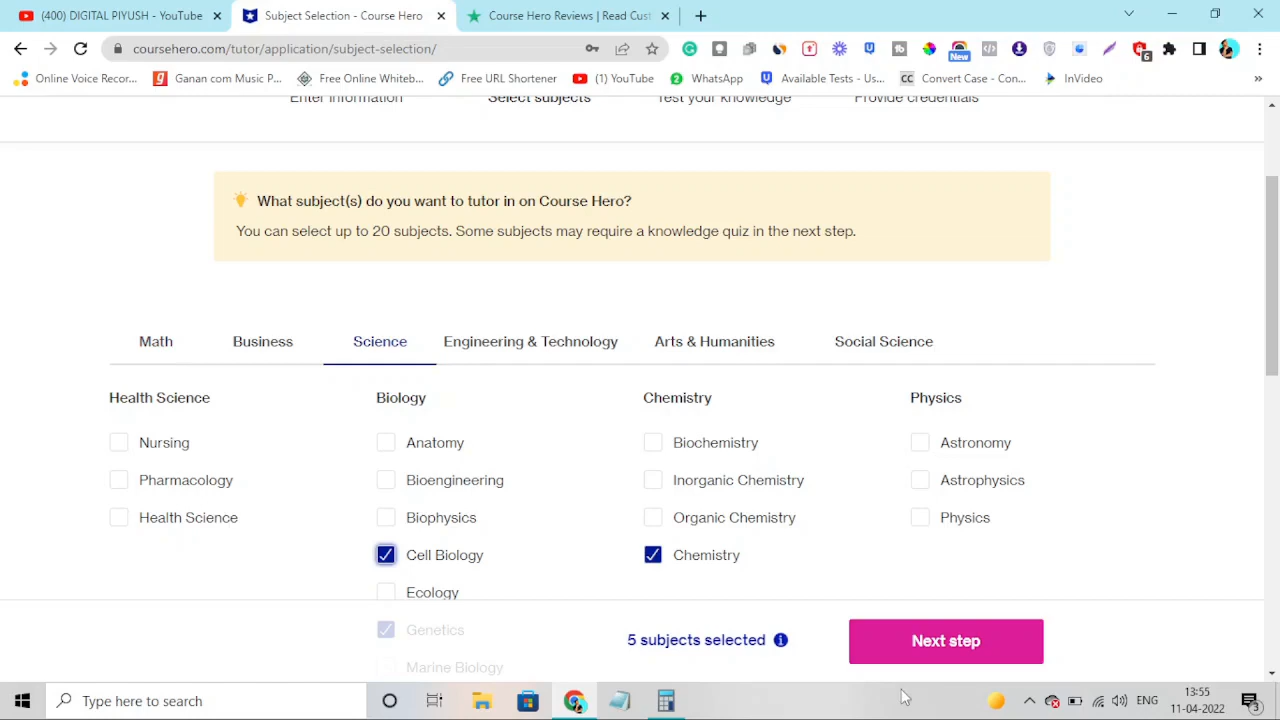 (400) DIGITAL PIYUSH - YouTube
Subject Selection - Course Hero
Course Hero Reviews | Read Cust
coursehero.com/tutor/application/subject-selection/
New
6
Online Voice Recor...
Ganan com Music P...
Free Online Whiteb...
Free URL Shortener
(1) YouTube
WhatsApp
Available Tests - Us...
CC Convert Case - Con...
InVideo
Enter information
Select subjects
Test your knowledge
Provide credentials
What subject(s) do you want to tutor in on Course Hero?
You can select up to 20 subjects. Some subjects may require a knowledge quiz in the next step.
Math
Business
Science
Engineering & Technology
Arts & Humanities
Social Science
Health Science
Nursing
Pharmacology
Health Science
Biology
Anatomy
Bioengineering
Biophysics
Cell Biology
Ecology
Genetics
Marine Biology
Chemistry
Biochemistry
Inorganic Chemistry
Organic Chemistry
Chemistry
Physics
Astronomy
Astrophysics
Physics
5 subjects selected
Next step
Type here to search
ENG
13:55
11-04-2022
3